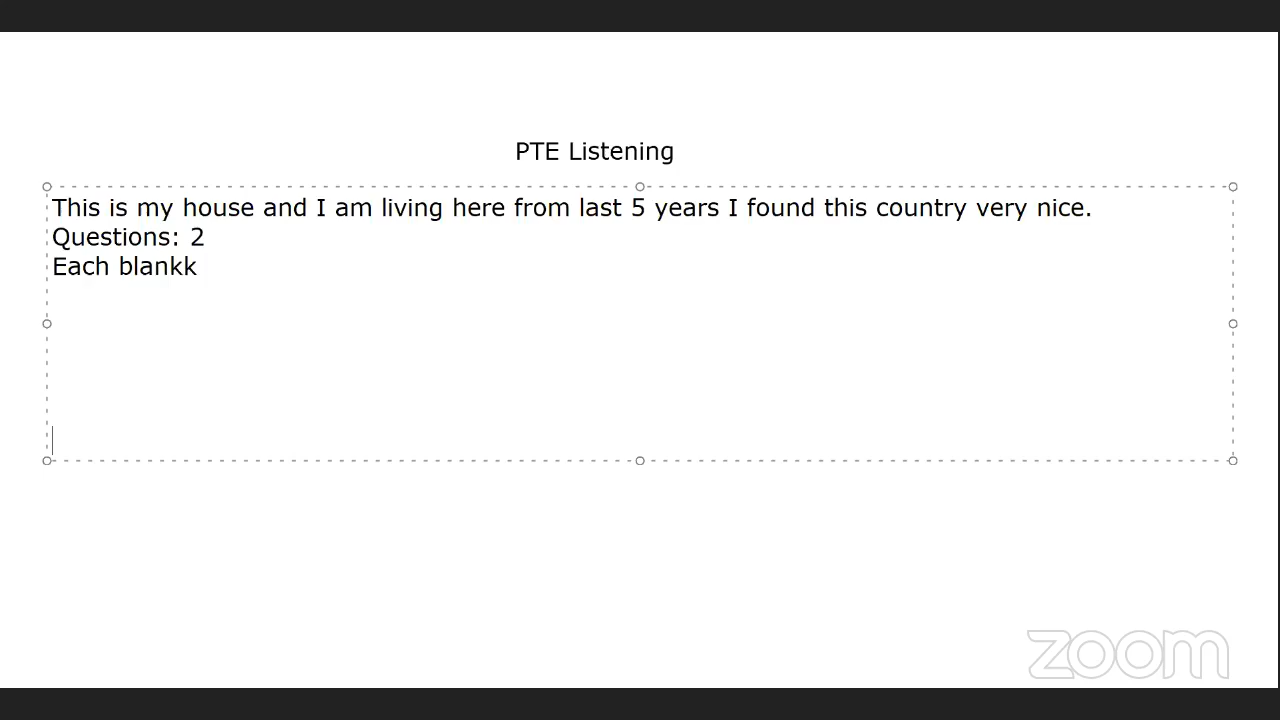 PTE Listening
This is my house and I am living here from last 5 years I found this country very nice.
Questions: 2
Each blankk
zoom